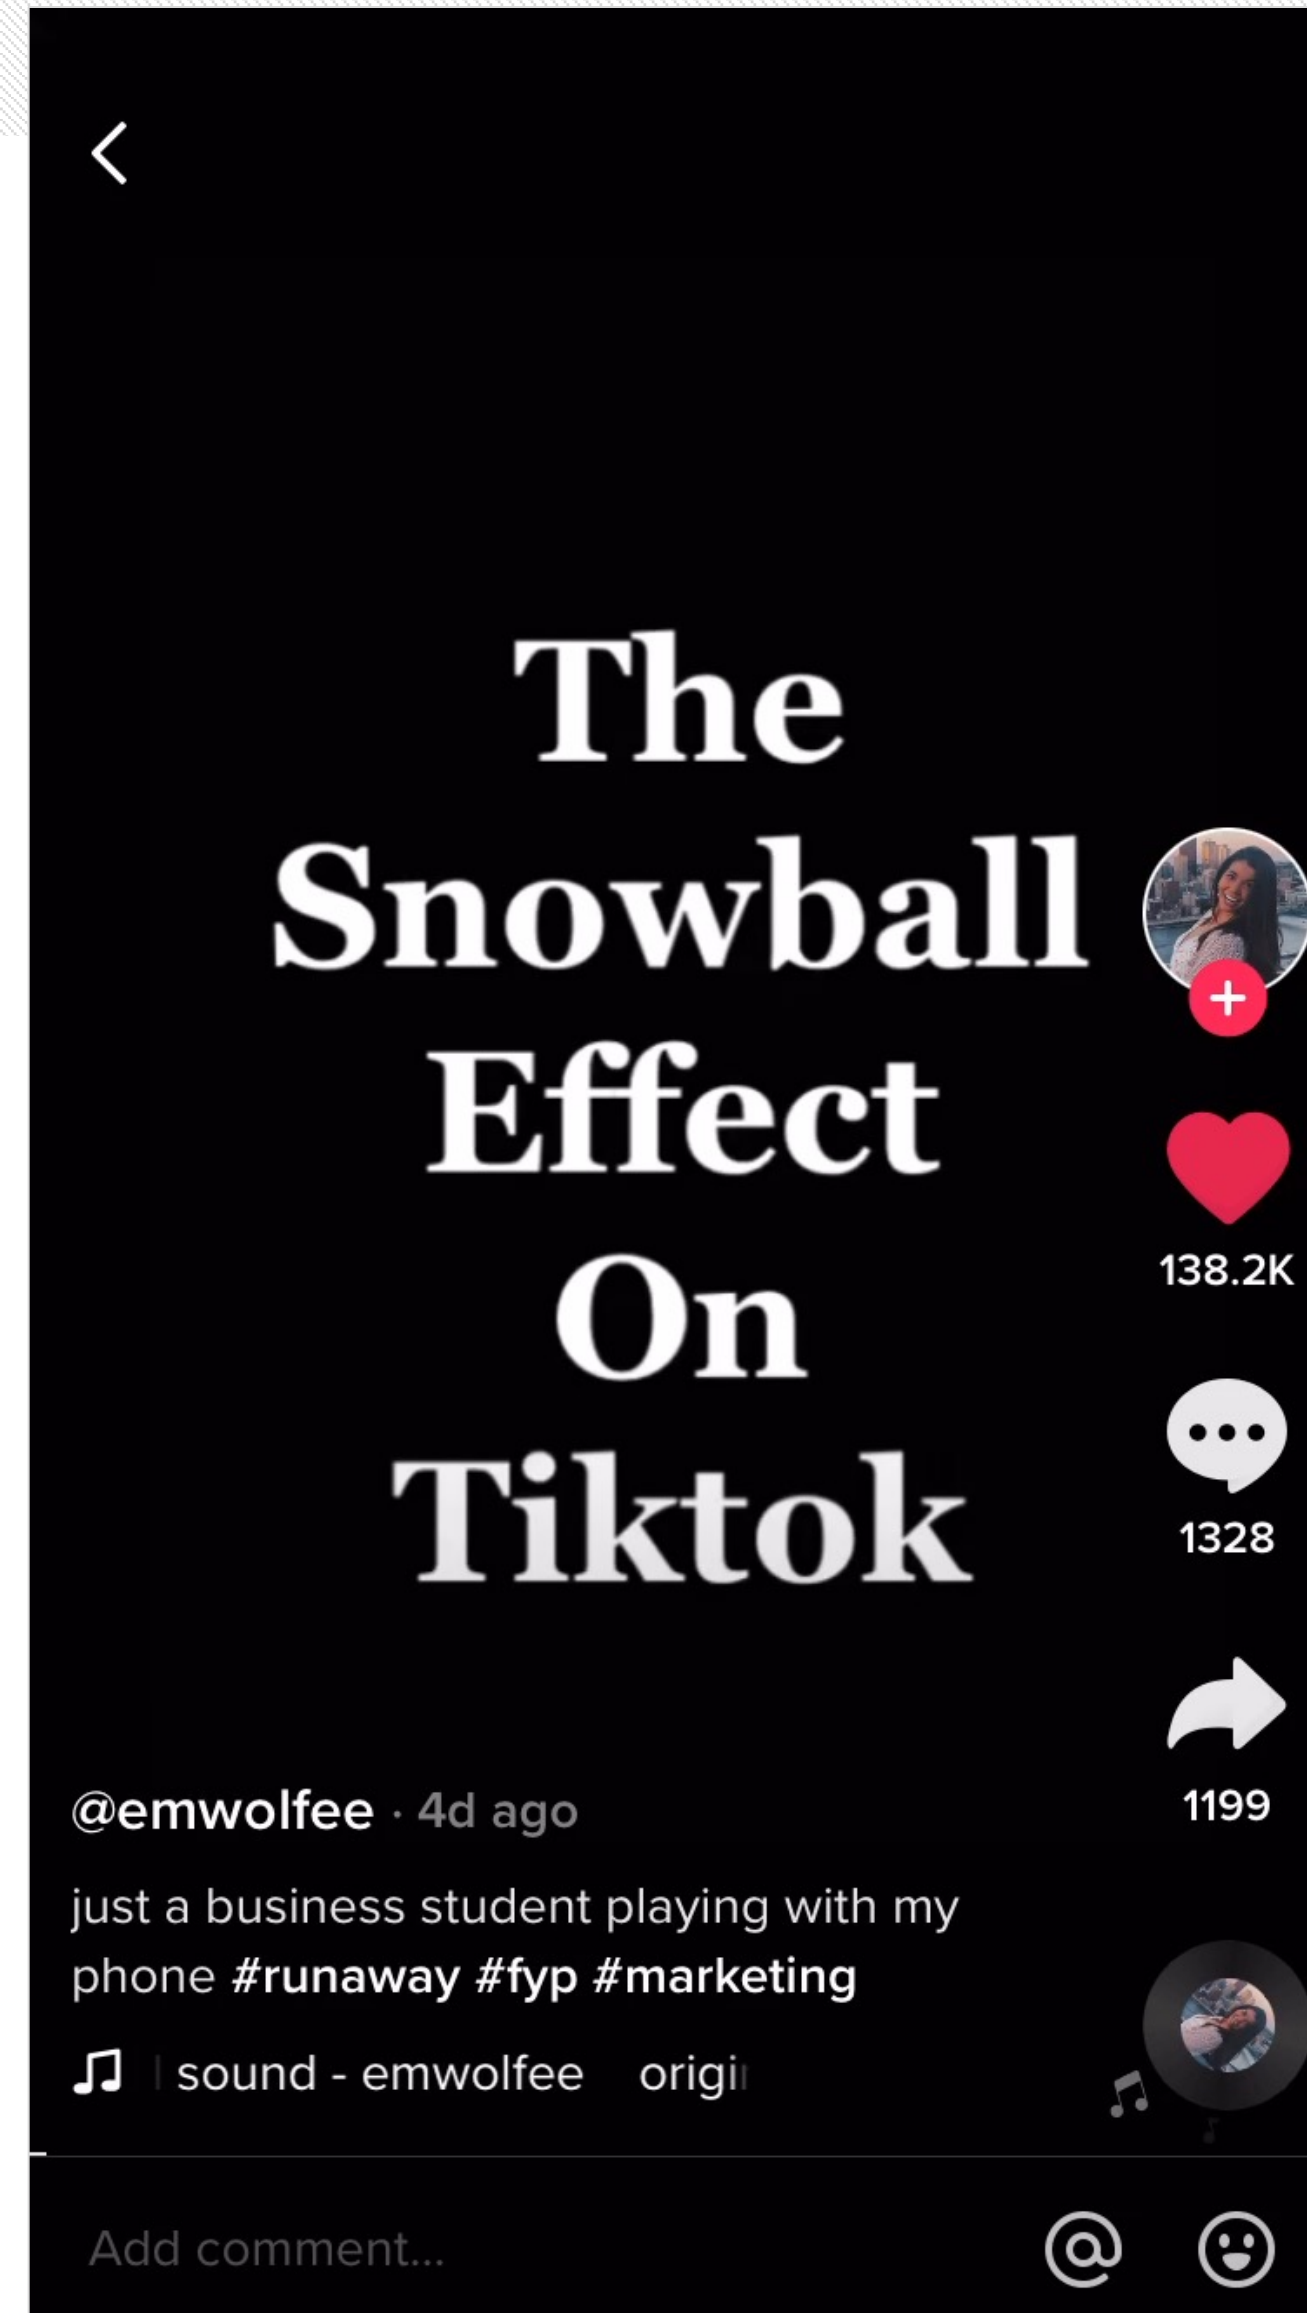 The
Snowball
Effect
On
Tiktok
138.2K
1328
1199
@emwolfee · 4d ago
just a business student playing with my
phone #runaway #fyp #marketing
sound - emwolfee
Add comment...